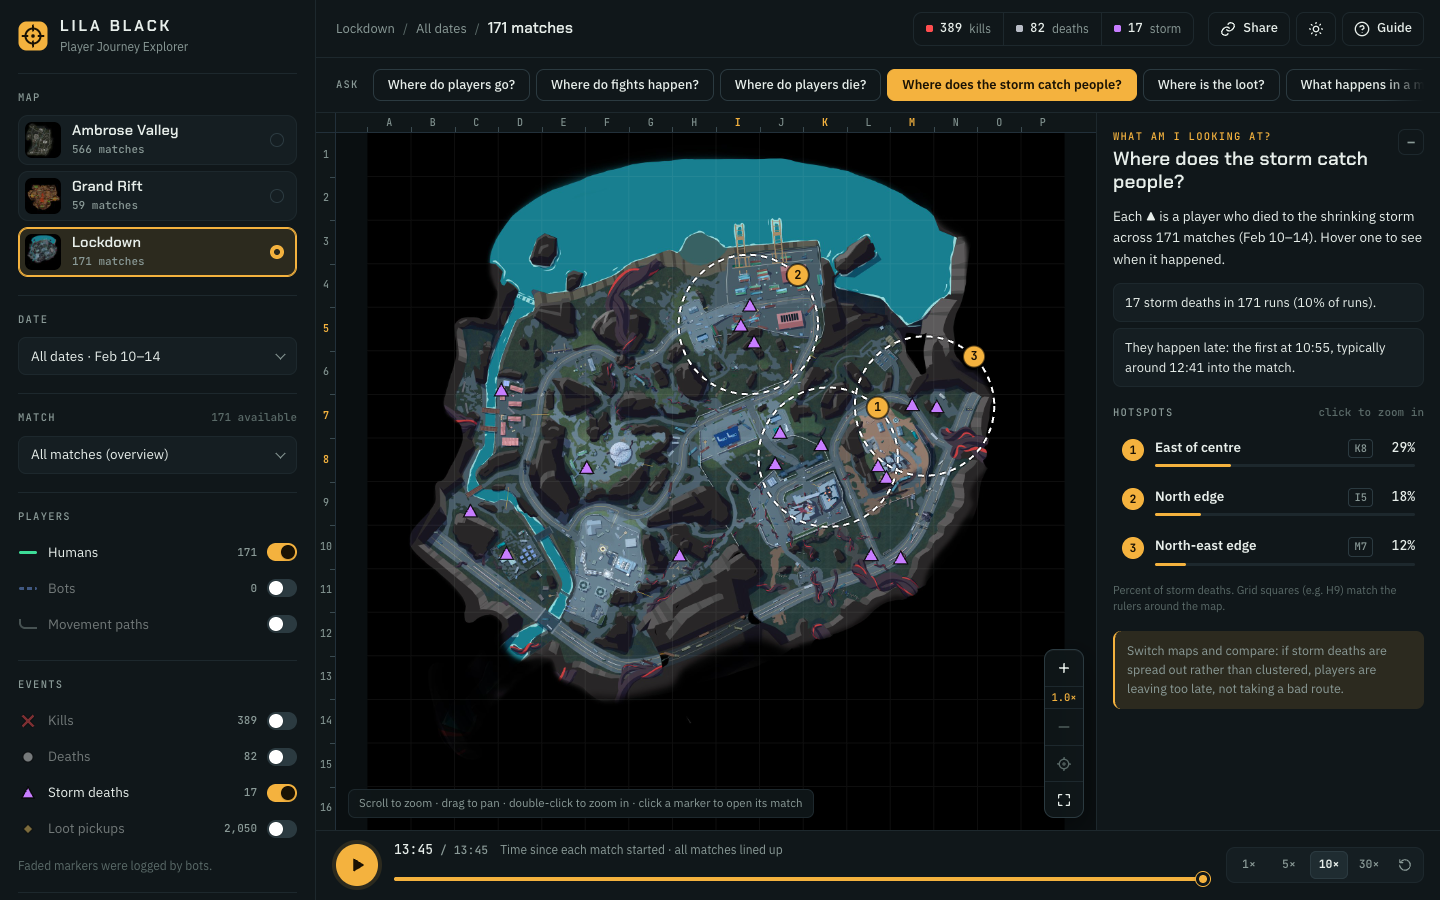 LILA BLACK
Player Journey Explorer
MAP
Ambrose Valley
566 matches
Grand Rift
59 matches
Lockdown
171 matches
DATE
All dates · Feb 10–14
MATCH
171 available
All matches (overview)
PLAYERS
Humans
171
Bots
0
Movement paths
EVENTS
Kills
389
Deaths
82
Storm deaths
17
Loot pickups
2,050
Faded markers were logged by bots.
Lockdown / All dates / 171 matches
389 kills
82 deaths
17 storm
Share
Guide
ASK
Where do players go?
Where do fights happen?
Where do players die?
Where does the storm catch people?
Where is the loot?
What happens in a m
A B C D E F G H I J K L M N O P
1
2
3
4
5
6
7
8
9
10
11
12
13
14
15
16
2
3
1
+
1.0×
−
Scroll to zoom · drag to pan · double-click to zoom in · click a marker to open its match
WHAT AM I LOOKING AT?
−
Where does the storm catch
people?
Each ▲ is a player who died to the shrinking storm
across 171 matches (Feb 10–14). Hover one to see
when it happened.
17 storm deaths in 171 runs (10% of runs).
They happen late: the first at 10:55, typically
around 12:41 into the match.
HOTSPOTS
click to zoom in
1 East of centre K8 29%
2 North edge I5 18%
3 North-east edge M7 12%
Percent of storm deaths. Grid squares (e.g. H9) match the
rulers around the map.
Switch maps and compare: if storm deaths are
spread out rather than clustered, players are
leaving too late, not taking a bad route.
13:45 / 13:45 Time since each match started · all matches lined up
1× 5× 10× 30×